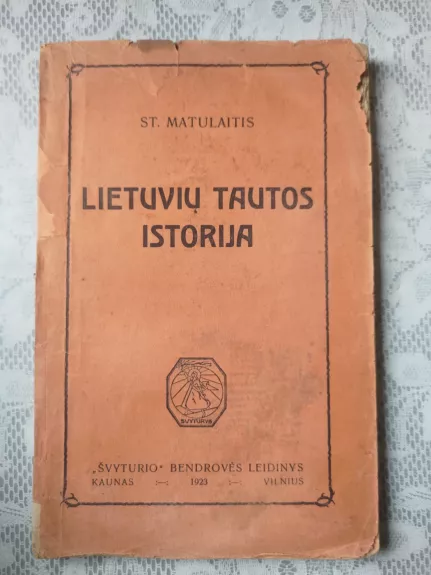 ST. MATULAITIS
LIETUVIŲ TAUTOS
ISTORIJA
ŠVYTURYS
„ŠVYTURIO“ BENDROVĖS LEIDINYS
KAUNAS :—: 1923 :—: VILNIUS